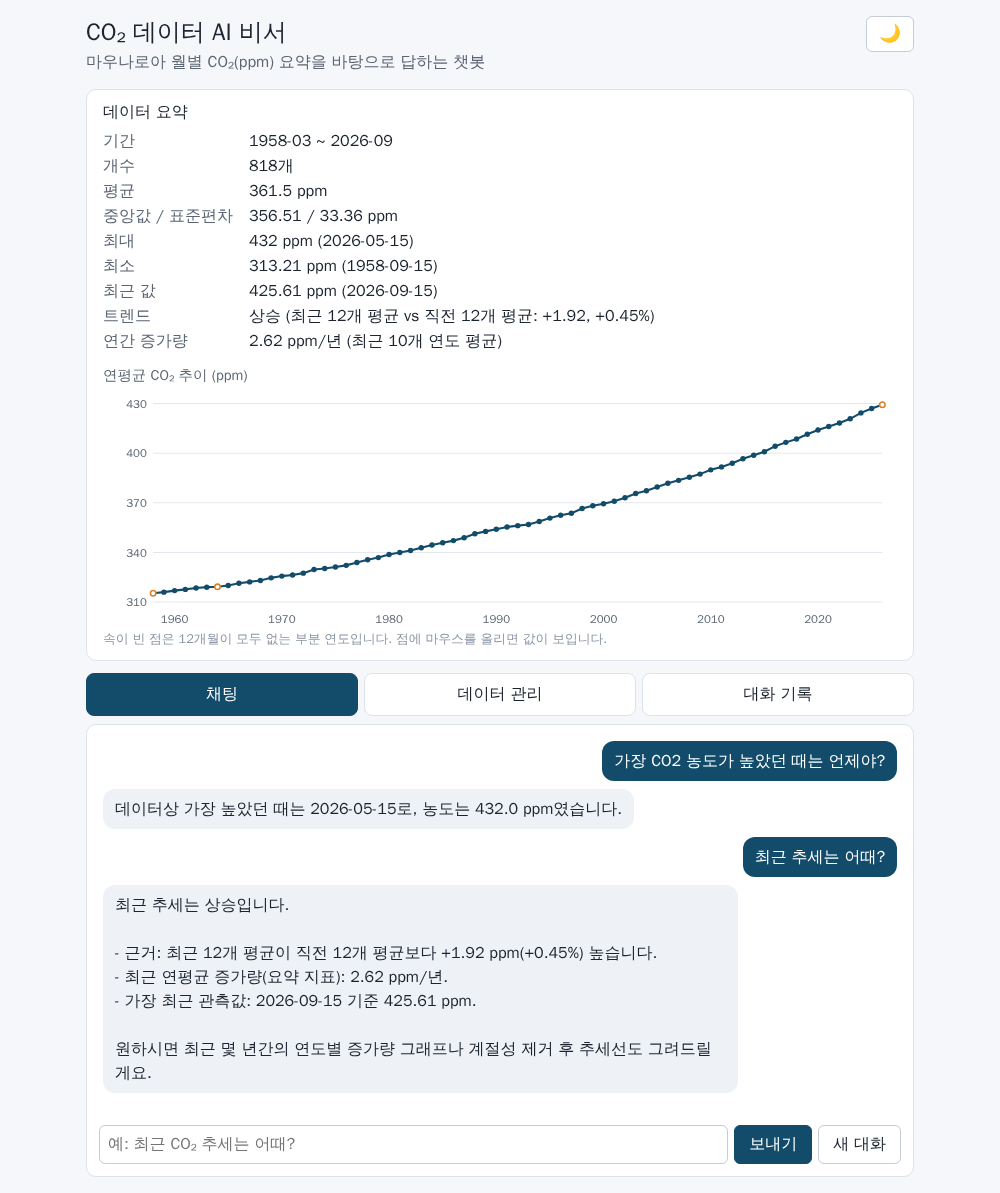 CO₂ 데이터 AI 비서
🌙
마우나로아 월별 CO₂(ppm) 요약을 바탕으로 답하는 챗봇
데이터 요약
기간 1958-03 ~ 2026-09
개수 818개
평균 361.5 ppm
중앙값 / 표준편차 356.51 / 33.36 ppm
최대 432 ppm (2026-05-15)
최소 313.21 ppm (1958-09-15)
최근 값 425.61 ppm (2026-09-15)
트렌드 상승 (최근 12개 평균 vs 직전 12개 평균: +1.92, +0.45%)
연간 증가량 2.62 ppm/년 (최근 10개 연도 평균)
연평균 CO₂ 추이 (ppm)
430
400
370
340
310
1960 1970 1980 1990 2000 2010 2020
속이 빈 점은 12개월이 모두 없는 부분 연도입니다. 점에 마우스를 올리면 값이 보입니다.
채팅 데이터 관리 대화 기록
가장 CO2 농도가 높았던 때는 언제야?
데이터상 가장 높았던 때는 2026-05-15로, 농도는 432.0 ppm였습니다.
최근 추세는 어때?
최근 추세는 상승입니다.
- 근거: 최근 12개 평균이 직전 12개 평균보다 +1.92 ppm(+0.45%) 높습니다.
- 최근 연평균 증가량(요약 지표): 2.62 ppm/년.
- 가장 최근 관측값: 2026-09-15 기준 425.61 ppm.
원하시면 최근 몇 년간의 연도별 증가량 그래프나 계절성 제거 후 추세선도 그려드릴
게요.
예: 최근 CO₂ 추세는 어때? 보내기 새 대화